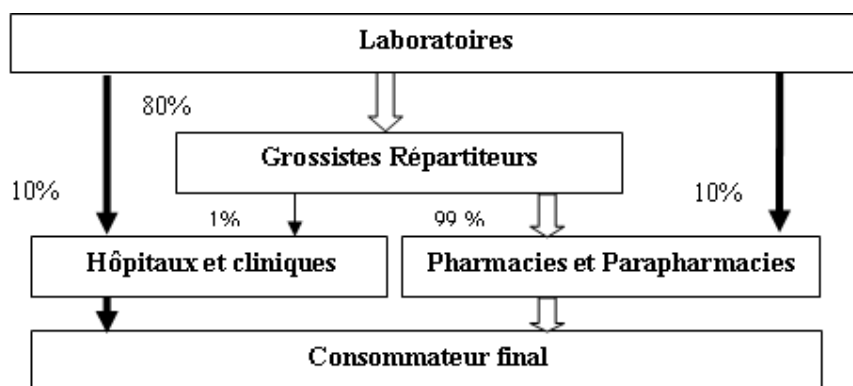 Laboratoires
80%
Grossistes Répartiteurs
10%
10%
1%
99 %
Hôpitaux et cliniques
Pharmacies et Parapharmacies
Consommateur final